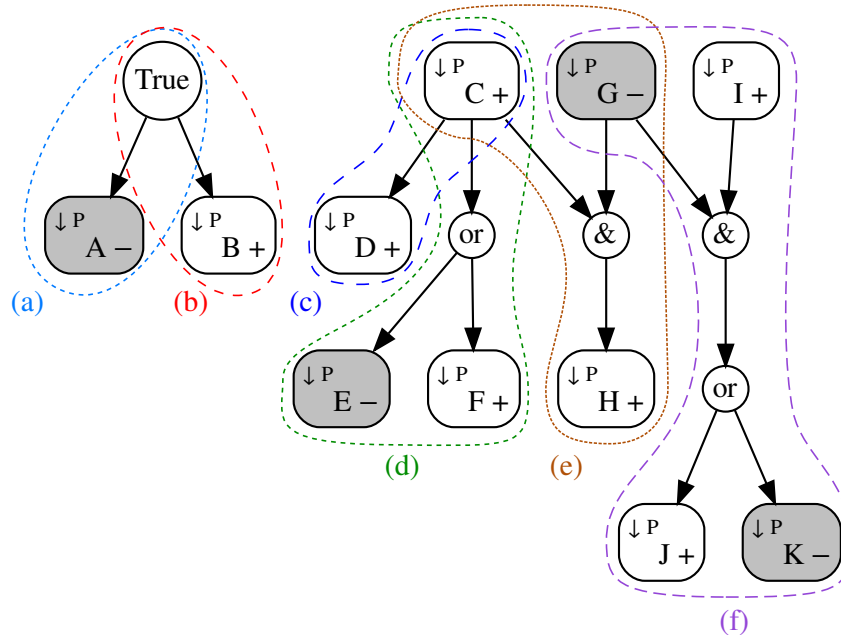 True
↓ P
C +
↓ P
G −
↓ P
I +
↓ P
A −
↓ P
B +
↓ P
D +
or
&
&
(a)
(b)
(c)
↓ P
E −
↓ P
F +
↓ P
H +
or
(d)
(e)
↓ P
J +
↓ P
K −
(f)